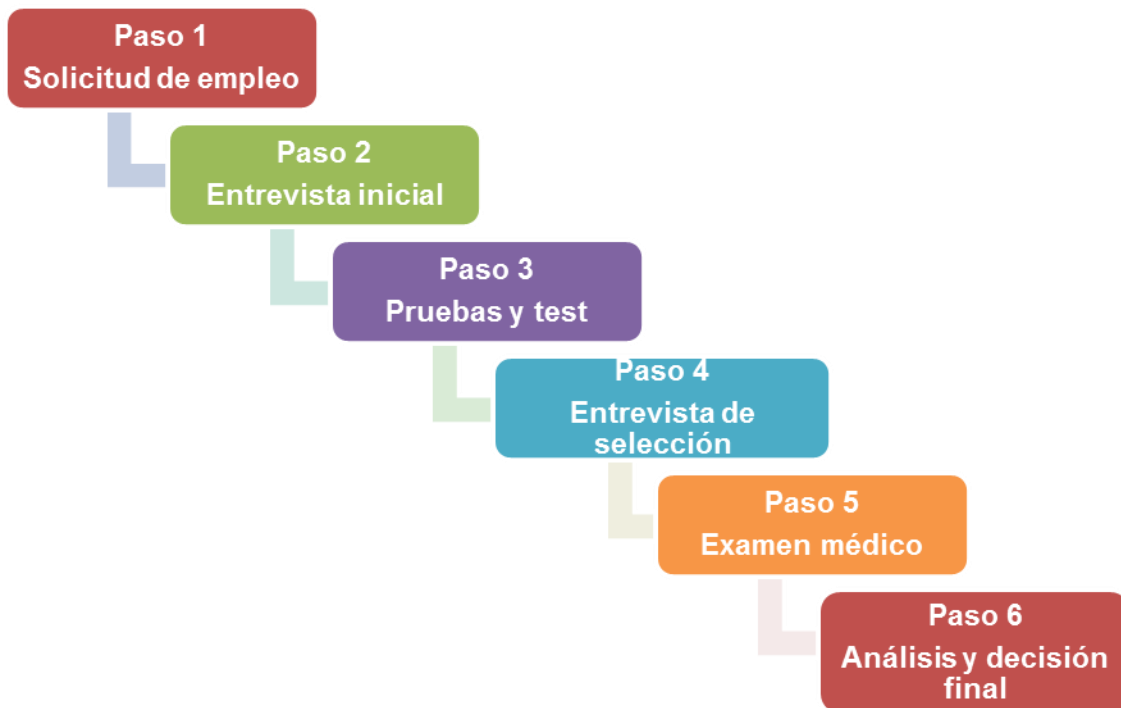 Paso 1
Solicitud de empleo
Paso 2
Entrevista inicial
Paso 3
Pruebas y test
Paso 4
Entrevista de
selección
Paso 5
Examen médico
Paso 6
Análisis y decisión
final